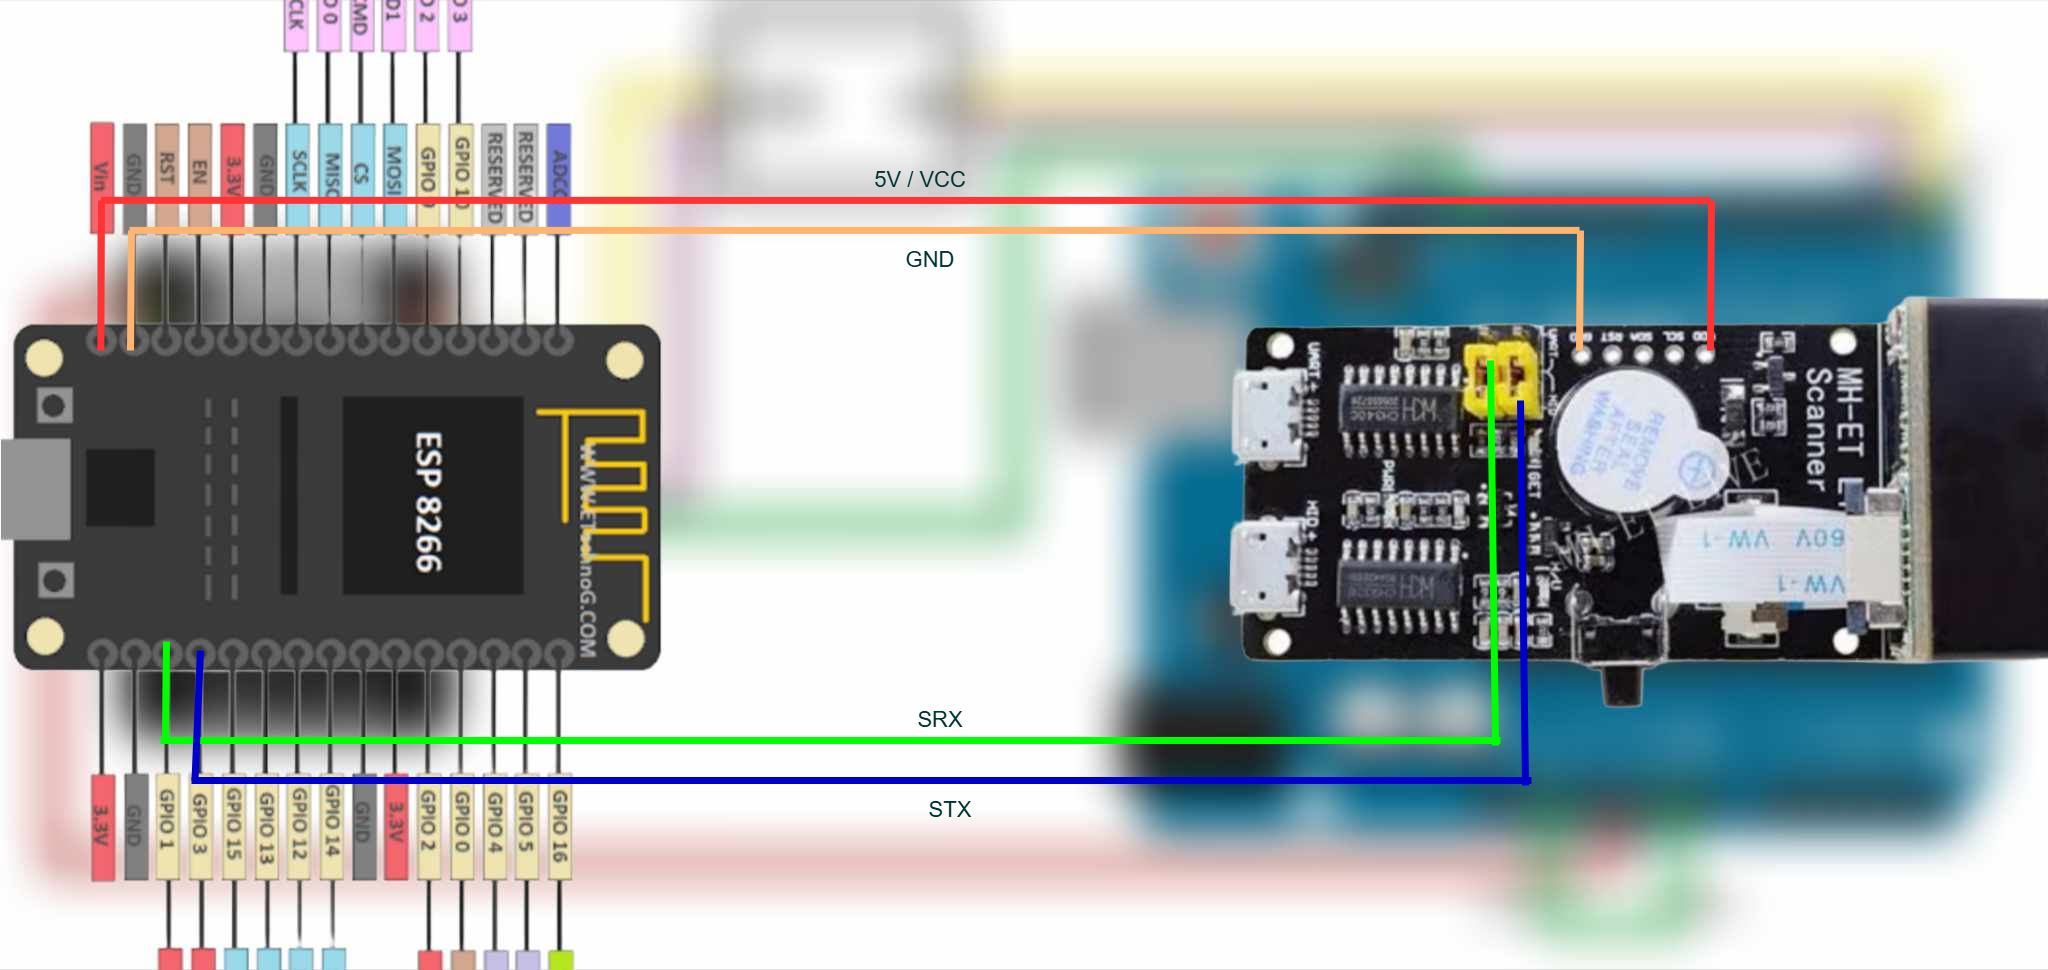 CLK
D 0
CMD
D1
D 2
D 3
Vin
GND
RST
EN
3.3V
GND
SCLK
MISO
CS
MOSI
GPIO
GPIO 10
RESERVED
RESERVED
ADC0
5V / VCC
GND
ESP 8266
WWW.ETechnoG.COM
UART
HID
UART
RST
SDA
SCL
MH-ET
Scanner
REMOVE
SEAL
AFTER
WASHING
60V VW-1
VW-1
SRX
STX
3.3V
GND
GPIO 1
GPIO 3
GPIO 15
GPIO 13
GPIO 12
GPIO 14
GND
3.3V
GPIO 2
GPIO 0
GPIO 4
GPIO 5
GPIO 16